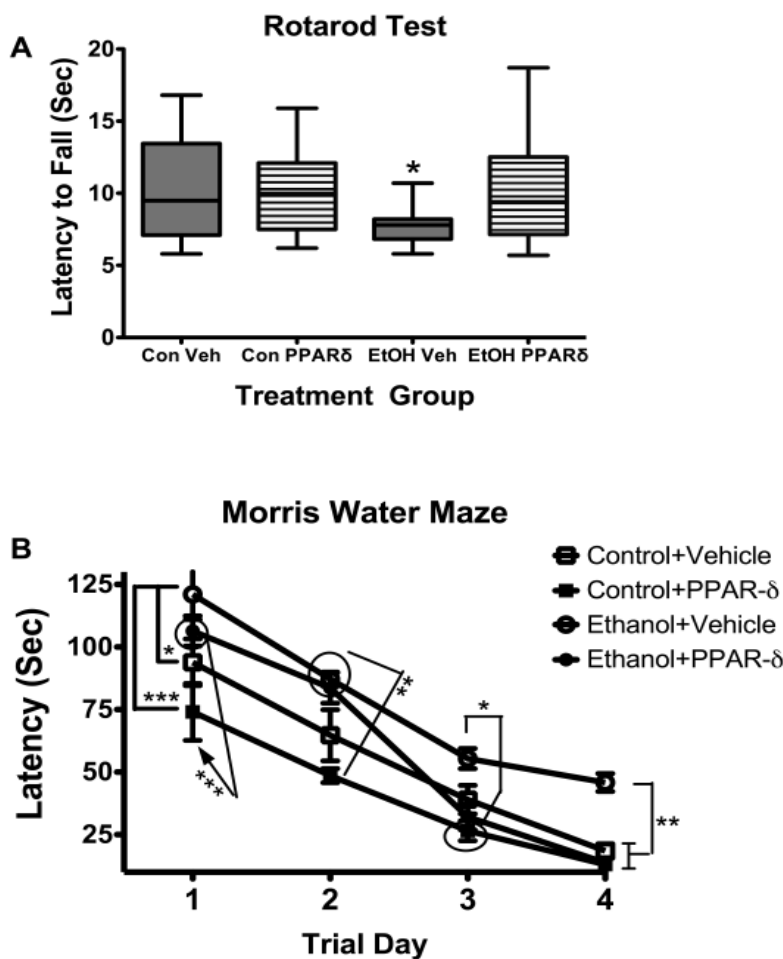 Rotarod Test
A
Latency to Fall (Sec)
20
15
10
5
0
*
Con Veh Con PPARδ EtOH Veh EtOH PPARδ
Treatment Group
Morris Water Maze
B
Latency (Sec)
125
100
75
50
25
Control+Vehicle
Control+PPAR-δ
Ethanol+Vehicle
Ethanol+PPAR-δ
*
***
***
**
*
**
1 2 3 4
Trial Day